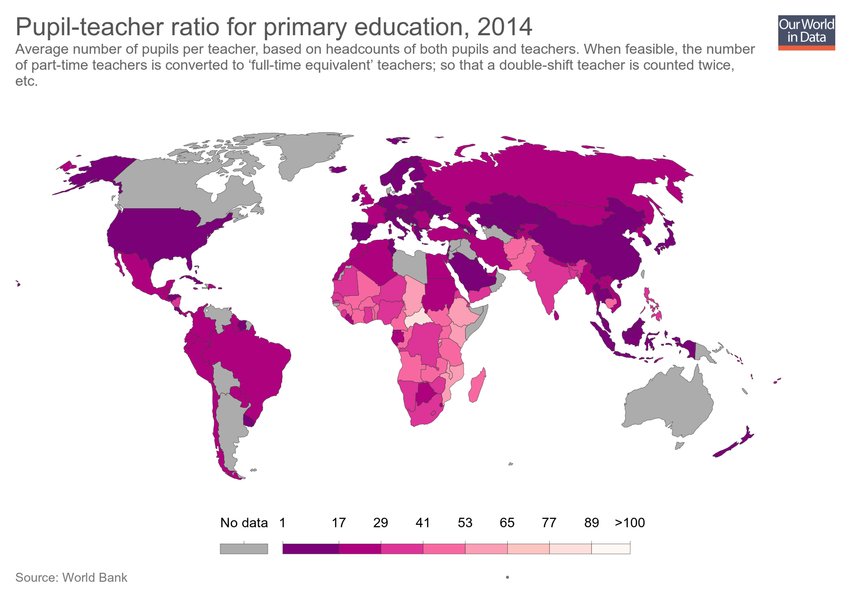 Pupil-teacher ratio for primary education, 2014
Our World
in Data
Average number of pupils per teacher, based on headcounts of both pupils and teachers. When feasible, the number
of part-time teachers is converted to ‘full-time equivalent’ teachers; so that a double-shift teacher is counted twice,
etc.
No data 1 17 29 41 53 65 77 89 >100
Source: World Bank